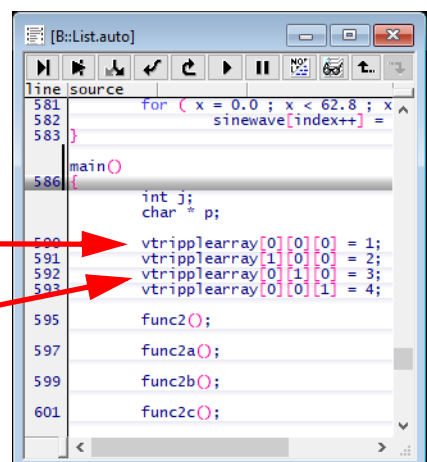 [B::List.auto]
line source
581 for ( x = 0.0 ; x < 62.8 ; x
582 sinewave[index++] =
583 }
main()
586 {
int j;
char * p;
590 vtripplearray[0][0][0] = 1;
591 vtripplearray[1][0][0] = 2;
592 vtripplearray[0][1][0] = 3;
593 vtripplearray[0][0][1] = 4;
595 func2();
597 func2a();
599 func2b();
601 func2c();